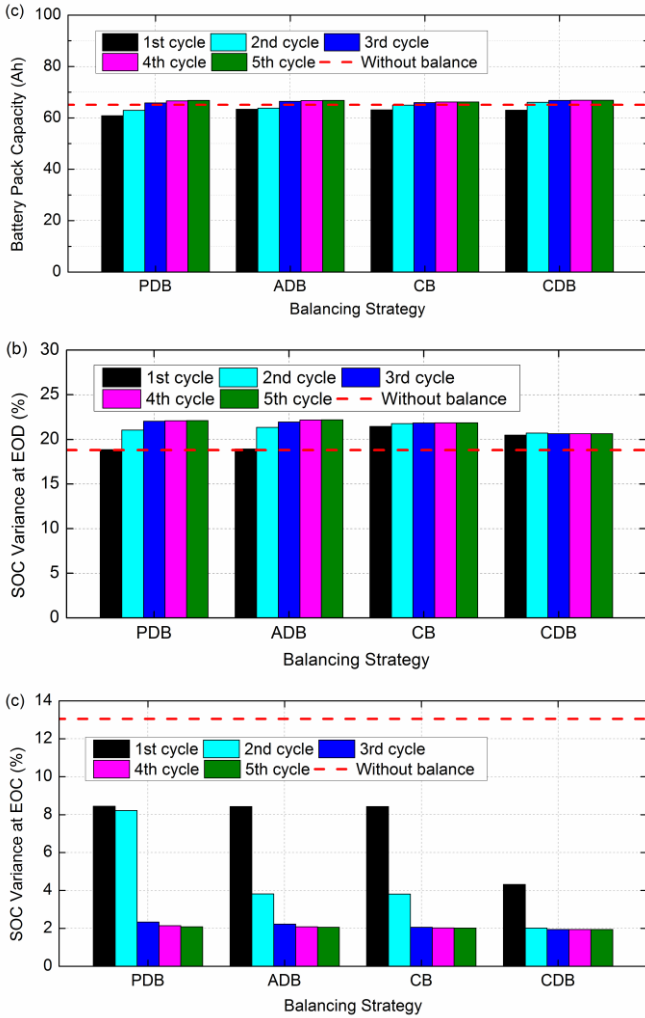 (c)
100
80
60
40
20
0
Battery Pack Capacity (Ah)
1st cycle 2nd cycle 3rd cycle
4th cycle 5th cycle Without balance
PDB ADB CB CDB
Balancing Strategy
(b)
30
25
20
15
10
5
0
SOC Variance at EOD (%)
1st cycle 2nd cycle 3rd cycle
4th cycle 5th cycle Without balance
PDB ADB CB CDB
Balancing Strategy
(c)
14
12
10
8
6
4
2
0
SOC Variance at EOC (%)
1st cycle 2nd cycle 3rd cycle
4th cycle 5th cycle Without balance
PDB ADB CB CDB
Balancing Strategy